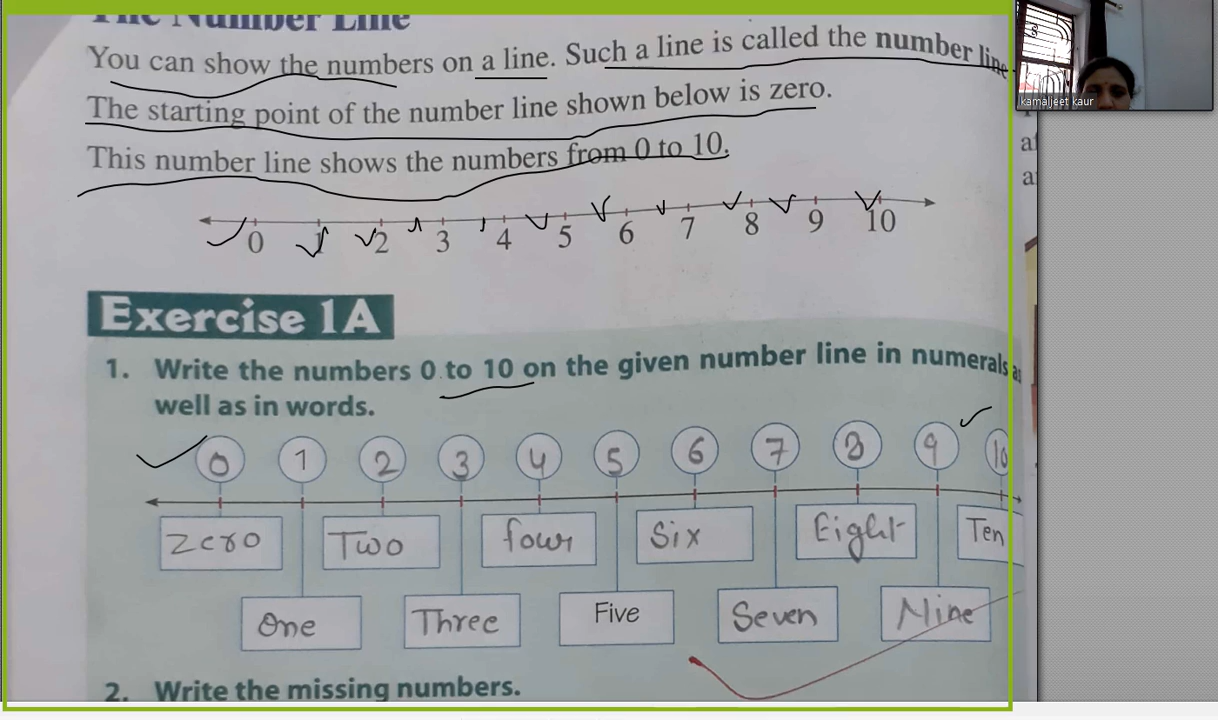 The Number Line
You can show the numbers on a line. Such a line is called the number line
The starting point of the number line shown below is zero.
This number line shows the numbers from 0 to 10.
0 1 2 3 4 5 6 7 8 9 10
Exercise 1A
1. Write the numbers 0 to 10 on the given number line in numerals as
well as in words.
0 1 2 3 4 5 6 7 8 9 10
Zero Two four Six Eight Ten
One Three Five Seven Nine
2. Write the missing numbers.
kamaljeet kaur